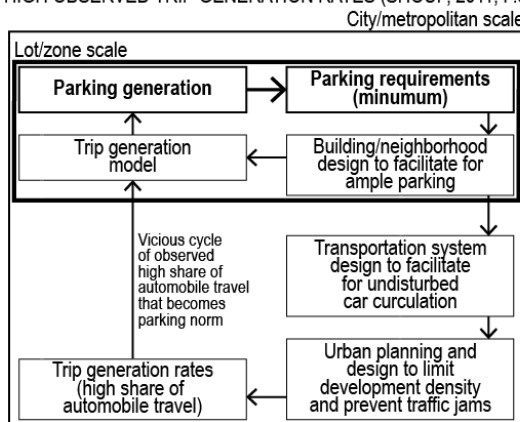 HIGH OBSERVED TRIP GENERATION RATES (SHOUP, 2011, P.
City/metropolitan scale
Lot/zone scale
Parking generation
Parking requirements
(minumum)
Trip generation
model
Building/neighborhood
design to facilitate for
ample parking
Vicious cycle
of observed
high share of
automobile travel
that becomes
parking norm
Transportation system
design to facilitate
for undisturbed
car curculation
Trip generation rates
(high share of
automobile travel)
Urban planning and
design to limit
development density
and prevent traffic jams